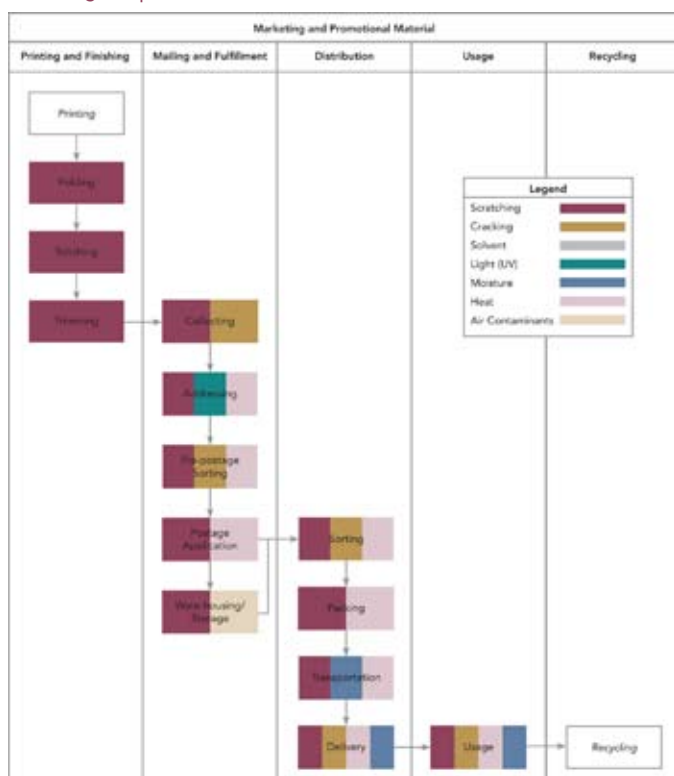 Marketing and Promotional Material
Printing and Finishing
Mailing and Fulfillment
Distribution
Usage
Recycling
Printing
Folding
Trimming
Collecting
Addressing
Pre-postage
Sorting
Postage
Application
Ware housing/
Storage
Sorting
Packing
Transportation
Delivery
Usage
Recycling
Legend
Scratching
Cracking
Solvent
Light (UV)
Moisture
Heat
Air Contaminants